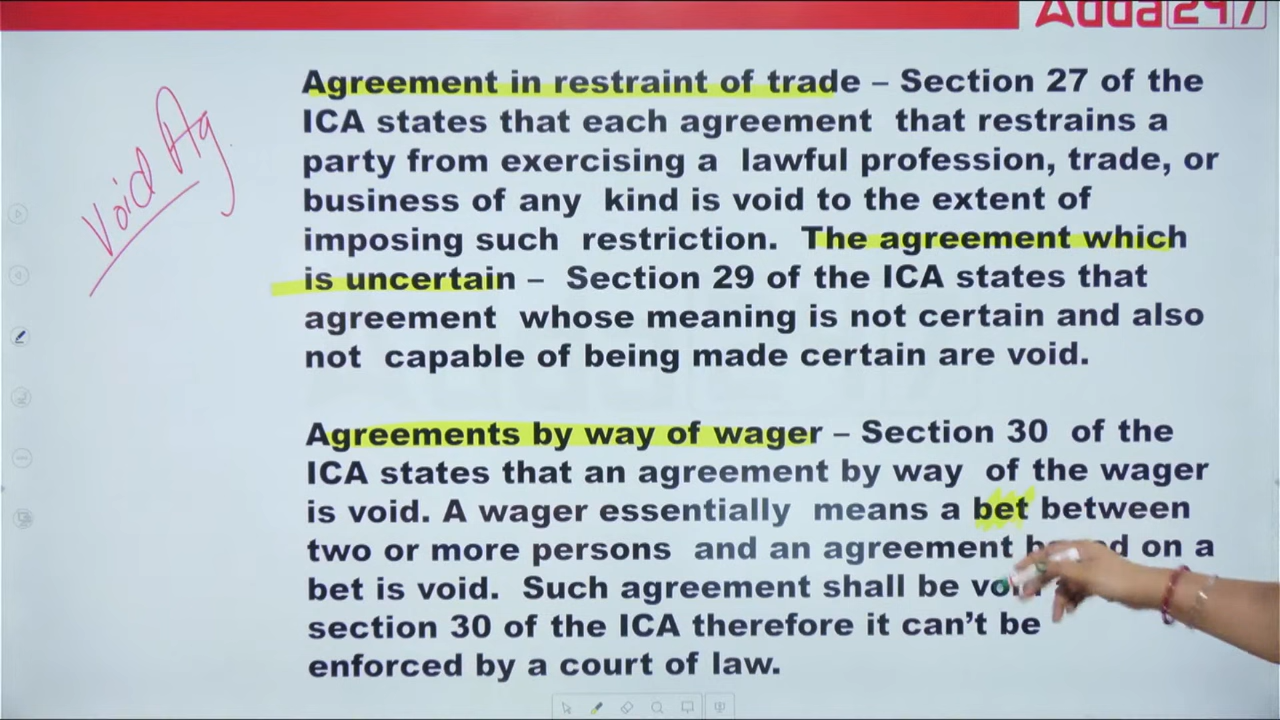 Adda247
void Ag.
Agreement in restraint of trade – Section 27 of the
ICA states that each agreement that restrains a
party from exercising a lawful profession, trade, or
business of any kind is void to the extent of
imposing such restriction. The agreement which
is uncertain – Section 29 of the ICA states that
agreement whose meaning is not certain and also
not capable of being made certain are void.
Agreements by way of wager – Section 30 of the
ICA states that an agreement by way of the wager
is void. A wager essentially means a bet between
two or more persons and an agreement on a
bet is void. Such agreement shall be
section 30 of the ICA therefore it can't be
enforced by a court of law.